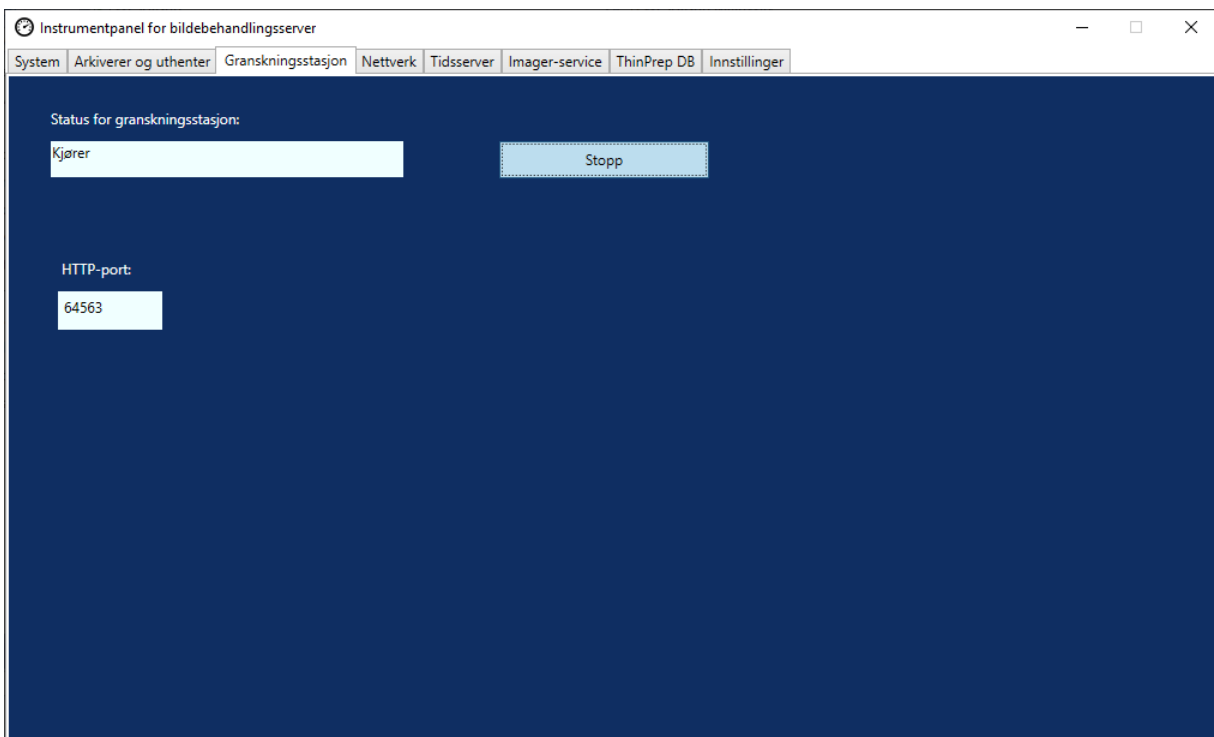 Instrumentpanel for bildebehandlingsserver
System Arkiverer og uthenter Granskningsstasjon Nettverk Tidsserver Imager-service ThinPrep DB Innstillinger
Status for granskningsstasjon:
Kjører Stopp
HTTP-port:
64563